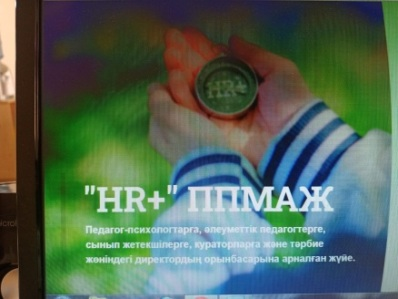 HR+
"HR+" ППМАЖ
Педагог-психологтарға, әлеуметтік педагогтерге,
сынып жетекшілерге, кураторларға және тәрбие
жөніндегі директордың орынбасарына арналған жүйе.